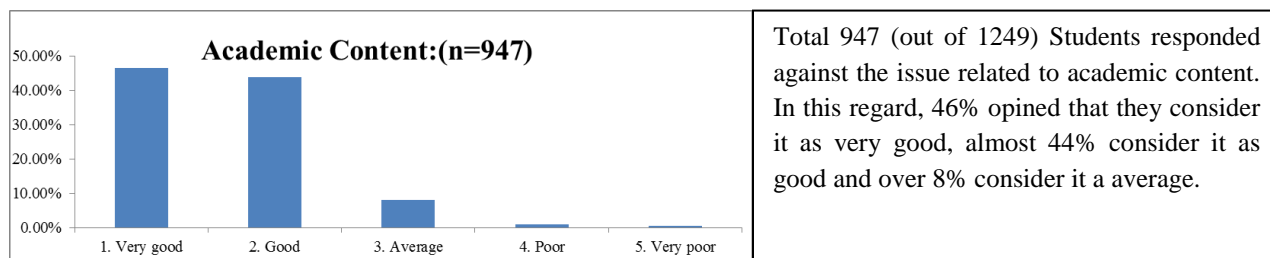 Academic Content:(n=947)
50.00%
40.00%
30.00%
20.00%
10.00%
0.00%
1. Very good
2. Good
3. Average
4. Poor
5. Very poor
Total 947 (out of 1249) Students responded
against the issue related to academic content.
In this regard, 46% opined that they consider
it as very good, almost 44% consider it as
good and over 8% consider it a average.